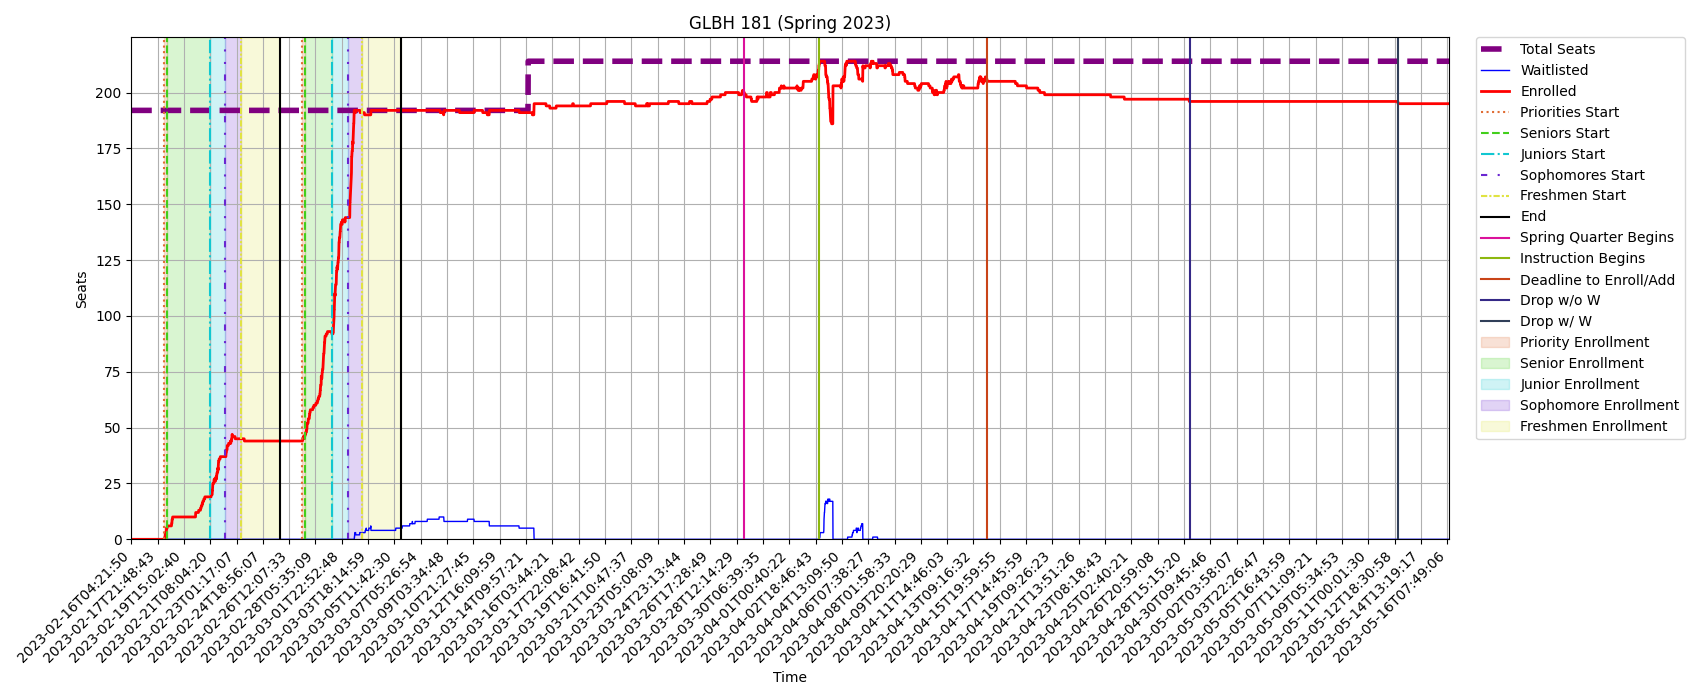 GLBH 181 (Spring 2023)
Seats
200
175
150
125
100
75
50
25
0
2023-02-16T04:21:50
2023-02-17T21:48:43
2023-02-19T15:02:40
2023-02-21T08:04:20
2023-02-23T01:17:07
2023-02-24T18:56:07
2023-02-26T12:07:33
2023-02-28T05:35:09
2023-03-01T22:52:48
2023-03-03T18:14:59
2023-03-05T11:42:30
2023-03-07T05:26:54
2023-03-09T03:34:48
2023-03-10T21:27:45
2023-03-12T16:09:59
2023-03-14T09:57:21
2023-03-16T03:44:21
2023-03-17T22:08:42
2023-03-19T16:41:50
2023-03-21T10:47:37
2023-03-23T05:08:09
2023-03-24T23:13:44
2023-03-26T17:28:49
2023-03-28T12:14:29
2023-03-30T06:39:35
2023-04-01T00:40:22
2023-04-02T18:46:43
2023-04-04T13:09:50
2023-04-06T07:38:27
2023-04-08T01:58:33
2023-04-09T20:20:29
2023-04-11T14:46:03
2023-04-13T09:16:32
2023-04-15T19:59:55
2023-04-17T14:45:59
2023-04-19T09:26:23
2023-04-21T13:51:26
2023-04-23T08:18:43
2023-04-25T02:40:21
2023-04-26T20:59:08
2023-04-28T15:15:20
2023-04-30T09:45:46
2023-05-02T03:58:07
2023-05-03T22:26:47
2023-05-05T16:43:59
2023-05-07T11:09:21
2023-05-09T05:34:53
2023-05-11T00:01:30
2023-05-12T18:30:58
2023-05-14T13:19:17
2023-05-16T07:49:06
Time
Total Seats
Waitlisted
Enrolled
Priorities Start
Seniors Start
Juniors Start
Sophomores Start
Freshmen Start
End
Spring Quarter Begins
Instruction Begins
Deadline to Enroll/Add
Drop w/o W
Drop w/ W
Priority Enrollment
Senior Enrollment
Junior Enrollment
Sophomore Enrollment
Freshmen Enrollment